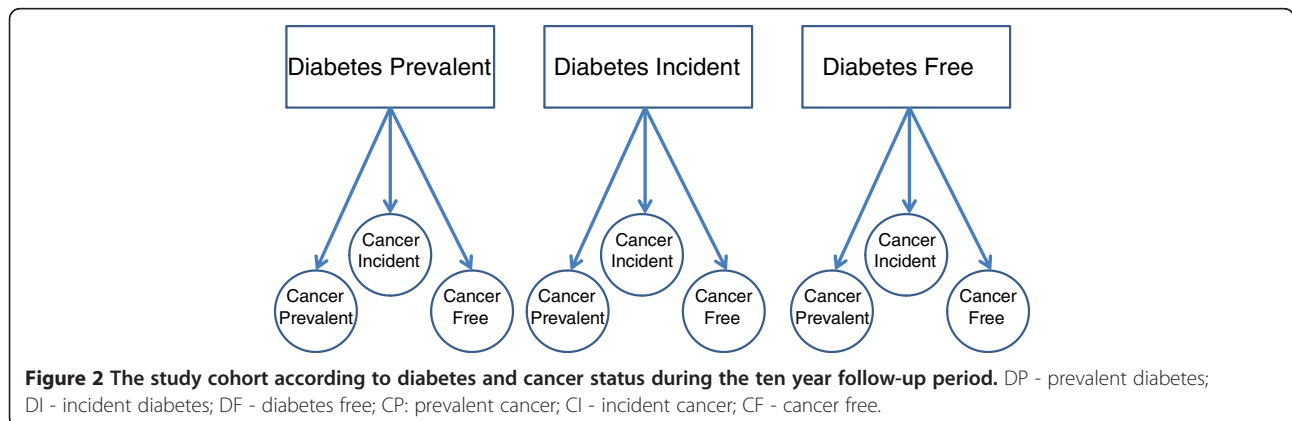 Diabetes Prevalent
Diabetes Incident
Diabetes Free
Cancer
Incident
Cancer
Prevalent
Cancer
Free
Cancer
Incident
Cancer
Prevalent
Cancer
Free
Cancer
Incident
Cancer
Prevalent
Cancer
Free
Figure 2 The study cohort according to diabetes and cancer status during the ten year follow-up period. DP - prevalent diabetes;
DI - incident diabetes; DF - diabetes free; CP: prevalent cancer; CI - incident cancer; CF - cancer free.